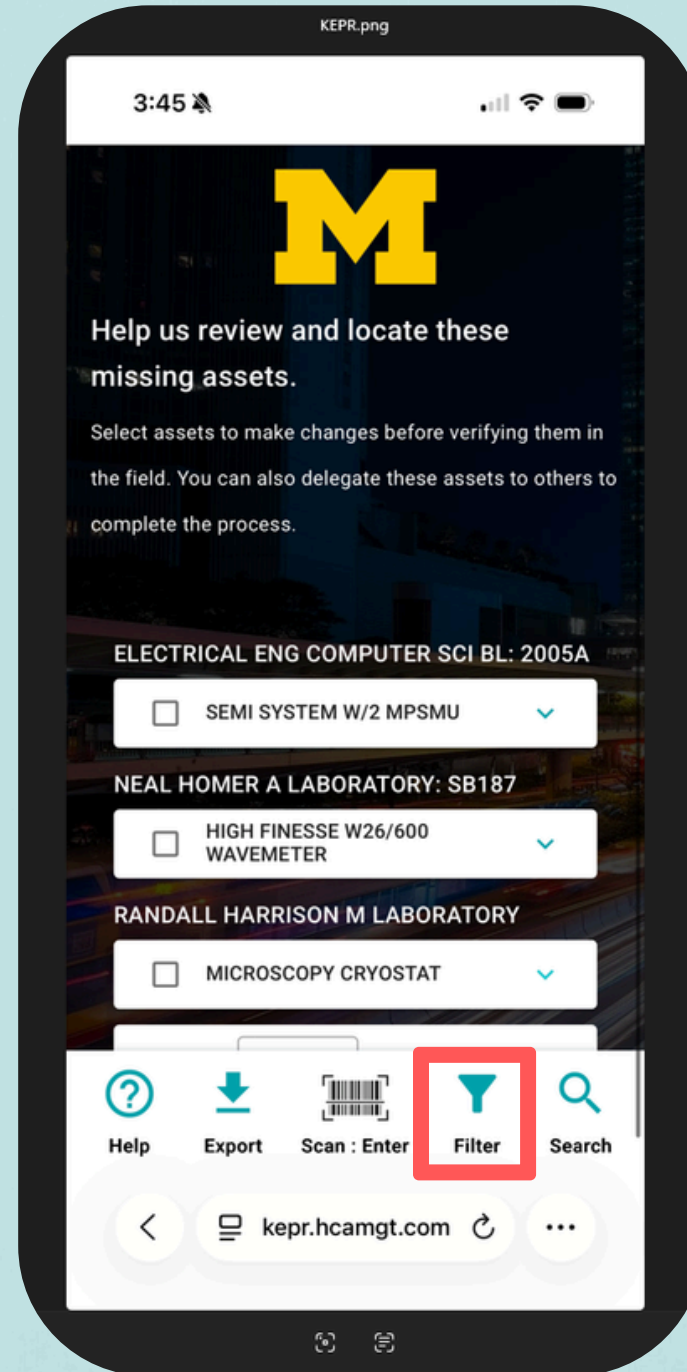 KEPR.png
3:45
M
Help us review and locate these
missing assets.
Select assets to make changes before verifying them in
the field. You can also delegate these assets to others to
complete the process.
ELECTRICAL ENG COMPUTER SCI BL: 2005A
SEMI SYSTEM W/2 MPSMU
NEAL HOMER A LABORATORY: SB187
HIGH FINESSE W26/600
WAVEMETER
RANDALL HARRISON M LABORATORY
MICROSCOPY CRYOSTAT
Help Export Scan : Enter Filter Search
kepr.hcamgt.com